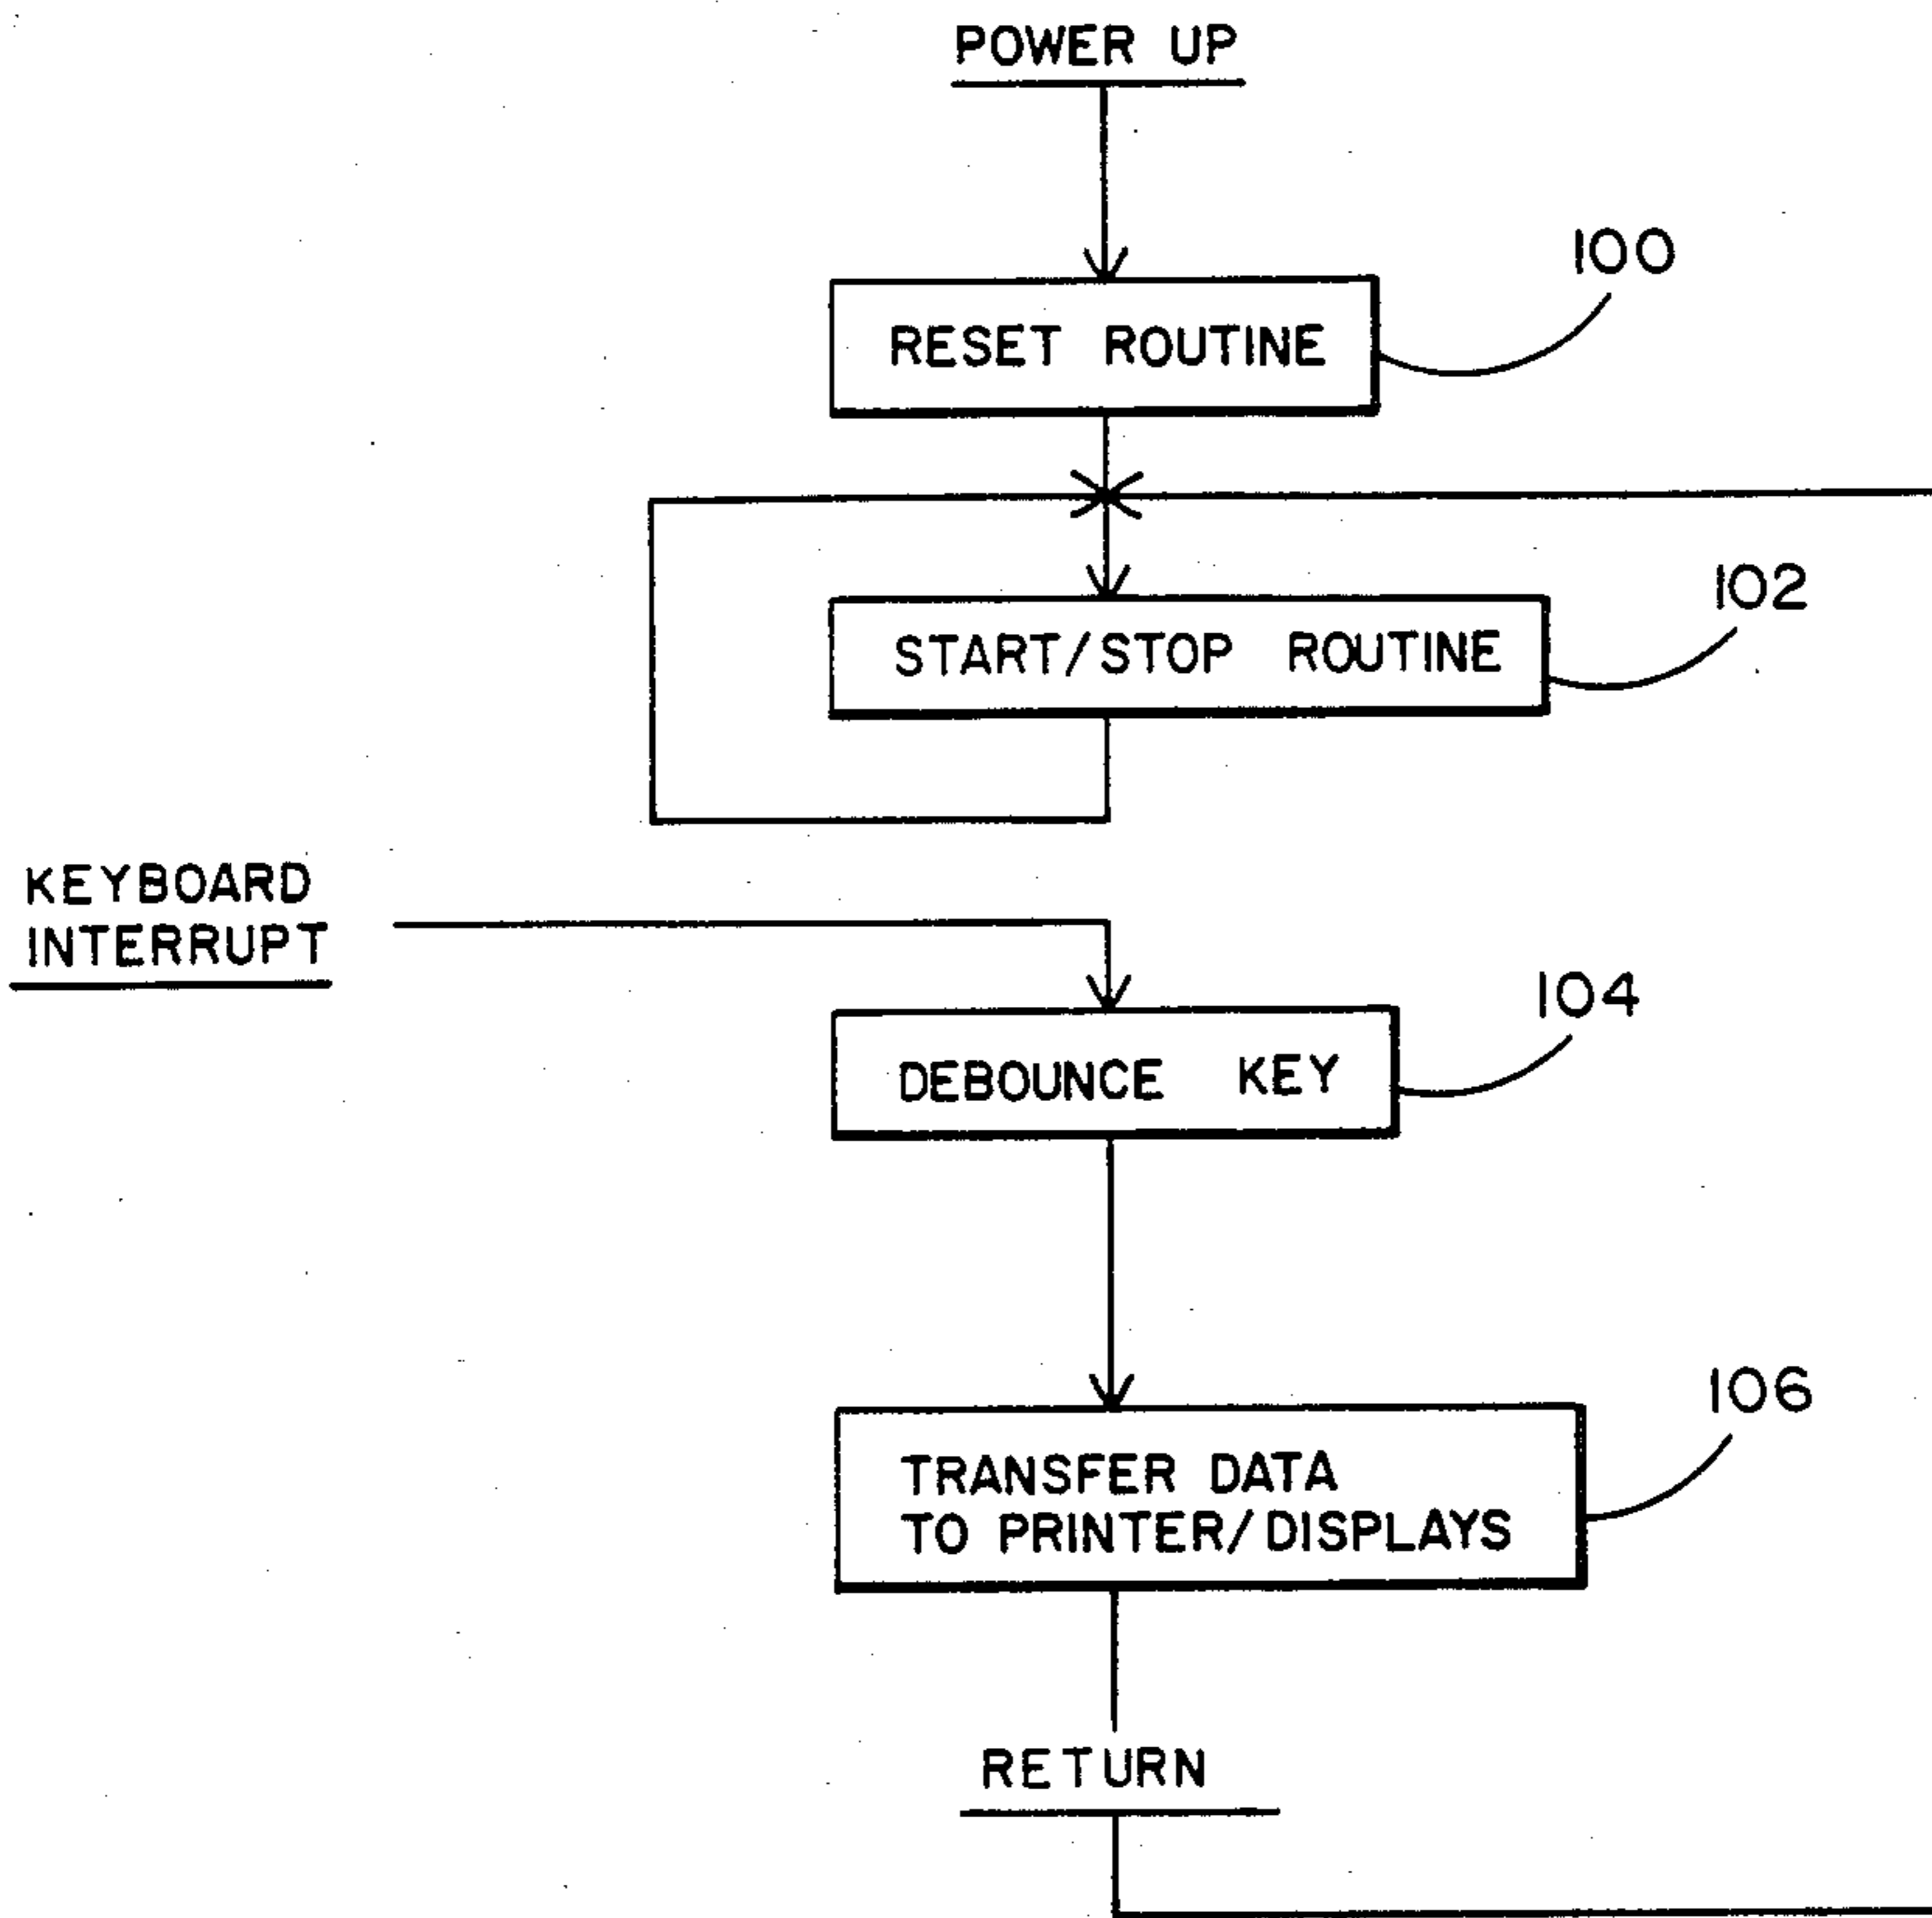 POWER UP
100
RESET ROUTINE
102
START/STOP ROUTINE
KEYBOARD
INTERRUPT
104
DEBOUNCE KEY
106
TRANSFER DATA
TO PRINTER/DISPLAYS
RETURN